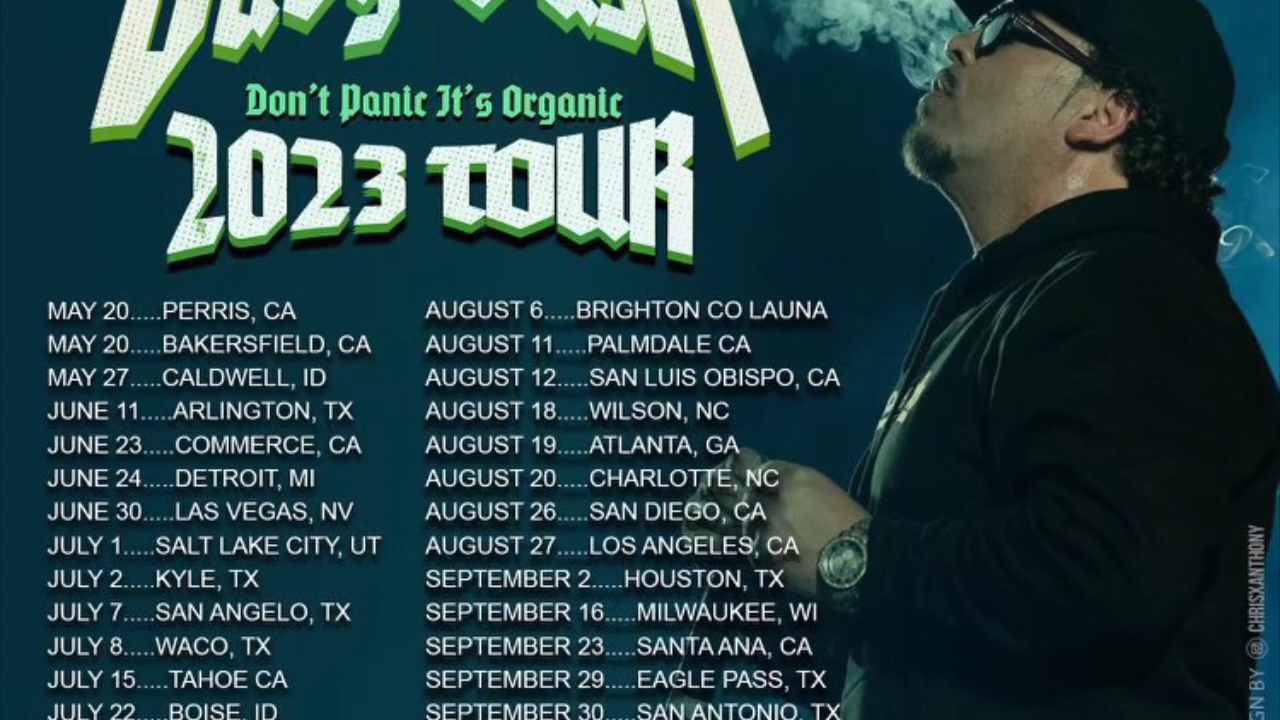 Don't Panic It's Organic
2023 TOUR
MAY 20.....PERRIS, CA
MAY 20.....BAKERSFIELD, CA
MAY 27.....CALDWELL, ID
JUNE 11.....ARLINGTON, TX
JUNE 23.....COMMERCE, CA
JUNE 24.....DETROIT, MI
JUNE 30.....LAS VEGAS, NV
JULY 1.....SALT LAKE CITY, UT
JULY 2.....KYLE, TX
JULY 7.....SAN ANGELO, TX
JULY 8.....WACO, TX
JULY 15.....TAHOE CA
JULY 22.....BOISE, ID
AUGUST 6.....BRIGHTON CO LAUNA
AUGUST 11.....PALMDALE CA
AUGUST 12.....SAN LUIS OBISPO, CA
AUGUST 18.....WILSON, NC
AUGUST 19.....ATLANTA, GA
AUGUST 20.....CHARLOTTE, NC
AUGUST 26.....SAN DIEGO, CA
AUGUST 27.....LOS ANGELES, CA
SEPTEMBER 2.....HOUSTON, TX
SEPTEMBER 16.....MILWAUKEE, WI
SEPTEMBER 23.....SANTA ANA, CA
SEPTEMBER 29.....EAGLE PASS, TX
SEPTEMBER 30.....SAN ANTONIO, TX
GN BY @ CHRISXANTHONY